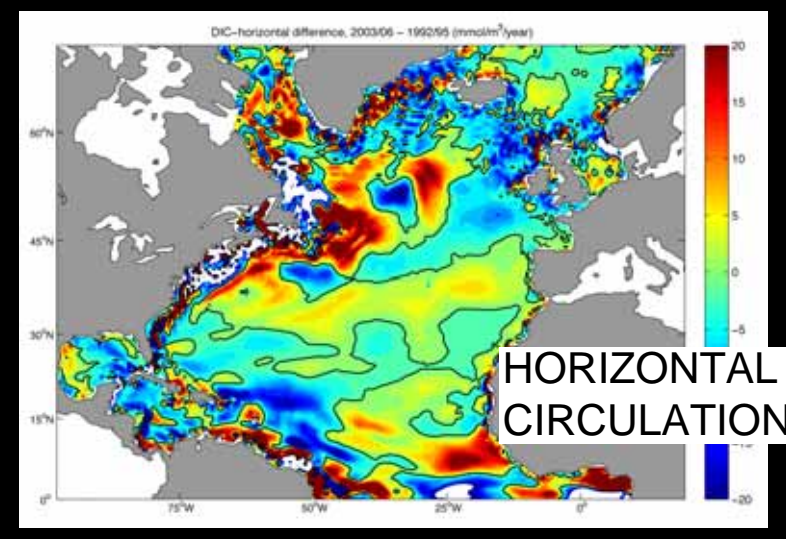 DIC-horizontal difference, 2003/06 - 1992/95 (mmol/m³/year)
60°N
45°N
30°N
15°N
0°
75°W
50°W
25°W
0°
20
15
10
5
0
-5
-15
-20
HORIZONTAL
CIRCULATION